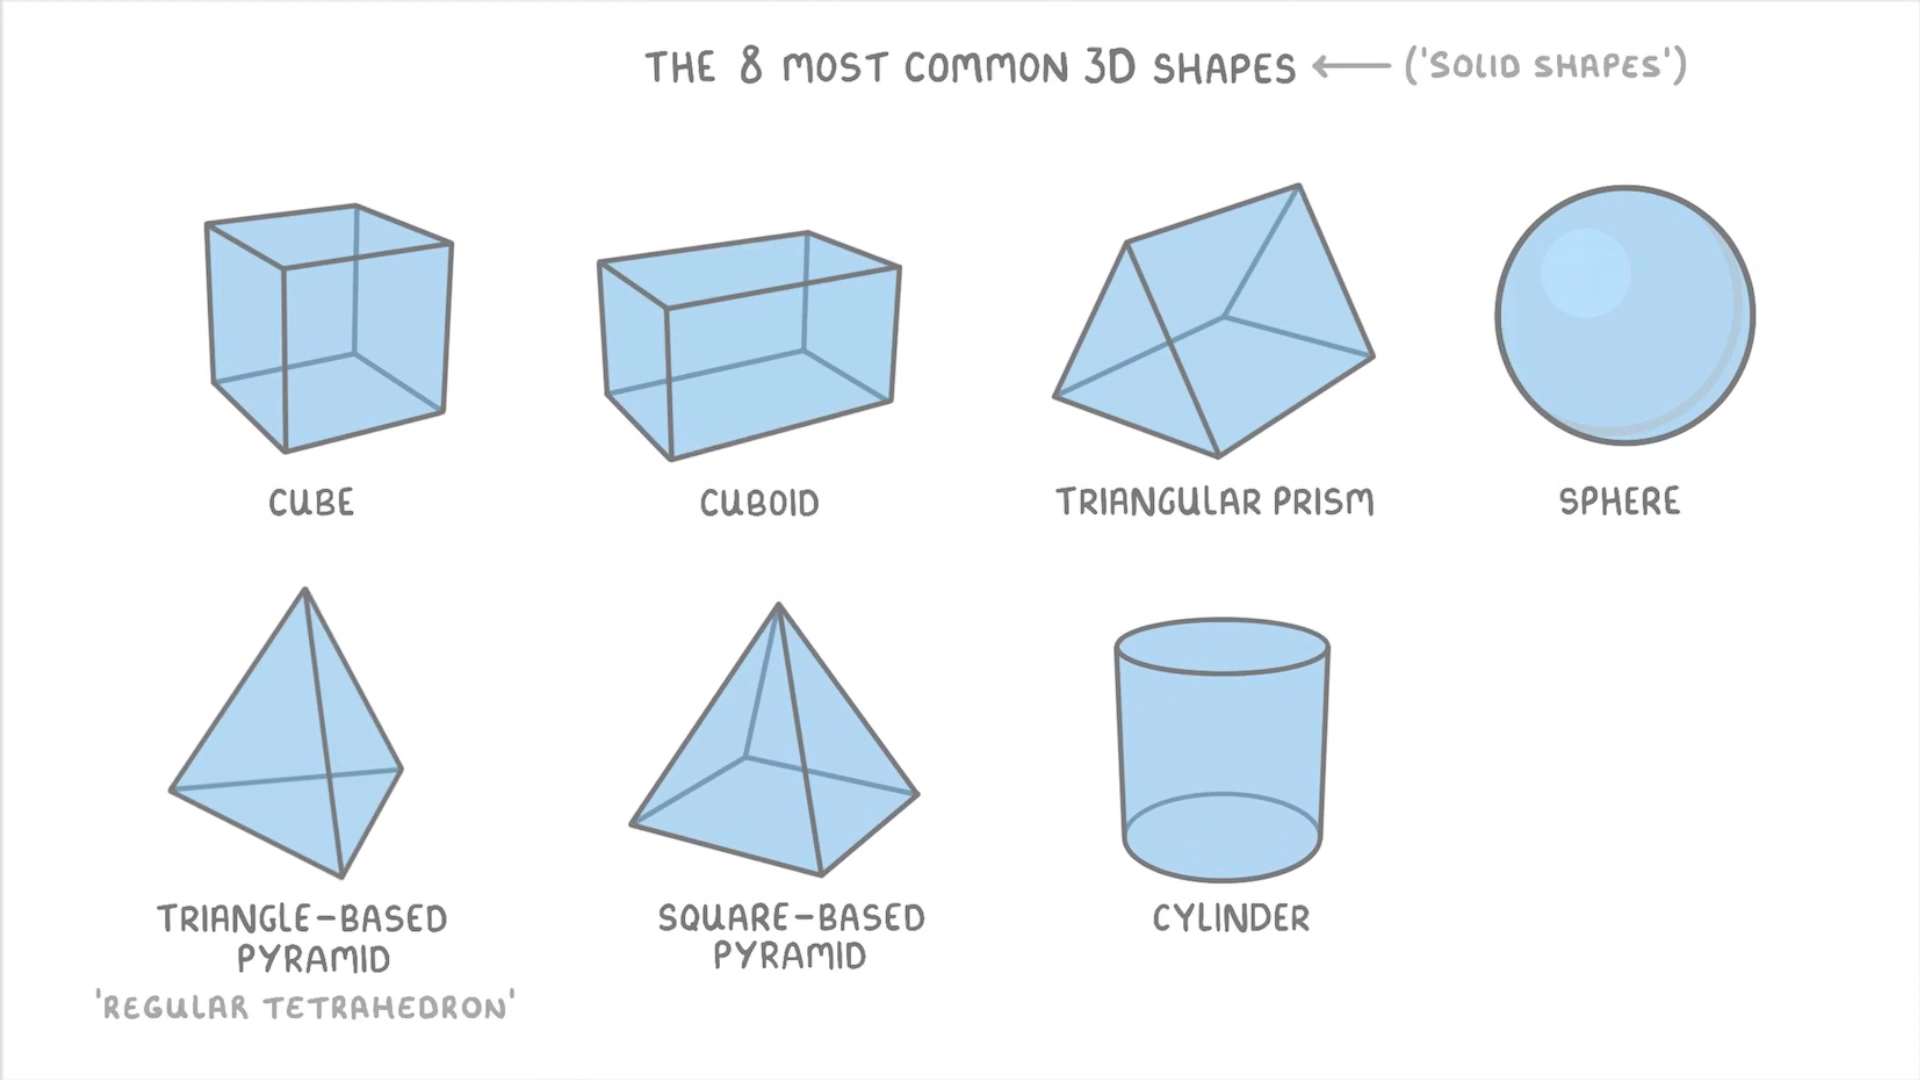 THE 8 MOST COMMON 3D SHAPES ← ('SOLID SHAPES')
CUBE
CUBOID
TRIANGULAR PRISM
SPHERE
TRIANGLE-BASED
PYRAMID
'REGULAR TETRAHEDRON'
SQUARE-BASED
PYRAMID
CYLINDER